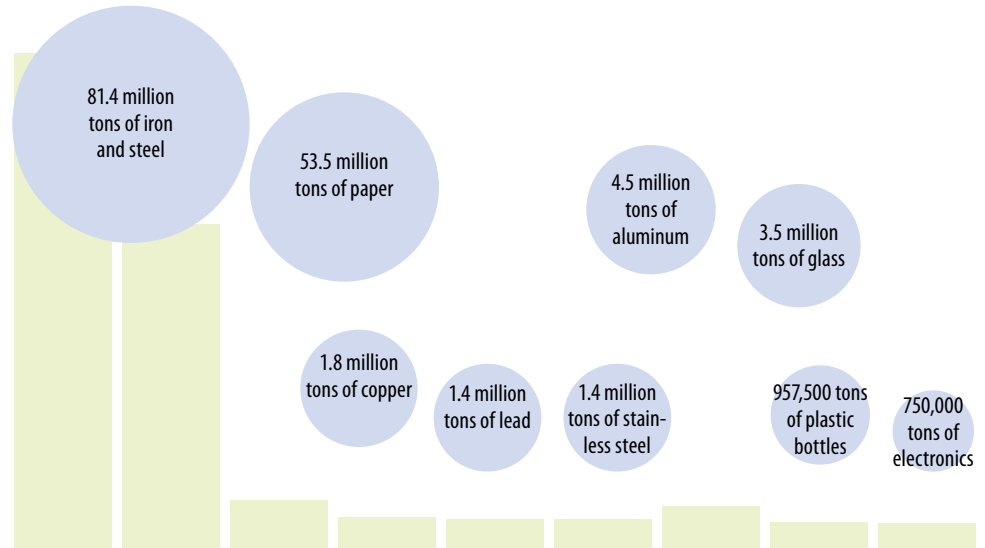 81.4 million
tons of iron
and steel
53.5 million
tons of paper
4.5 million
tons of
aluminum
3.5 million
tons of glass
1.8 million
tons of copper
1.4 million
tons of lead
1.4 million
tons of stain-
less steel
957,500 tons
of plastic
bottles
750,000
tons of
electronics